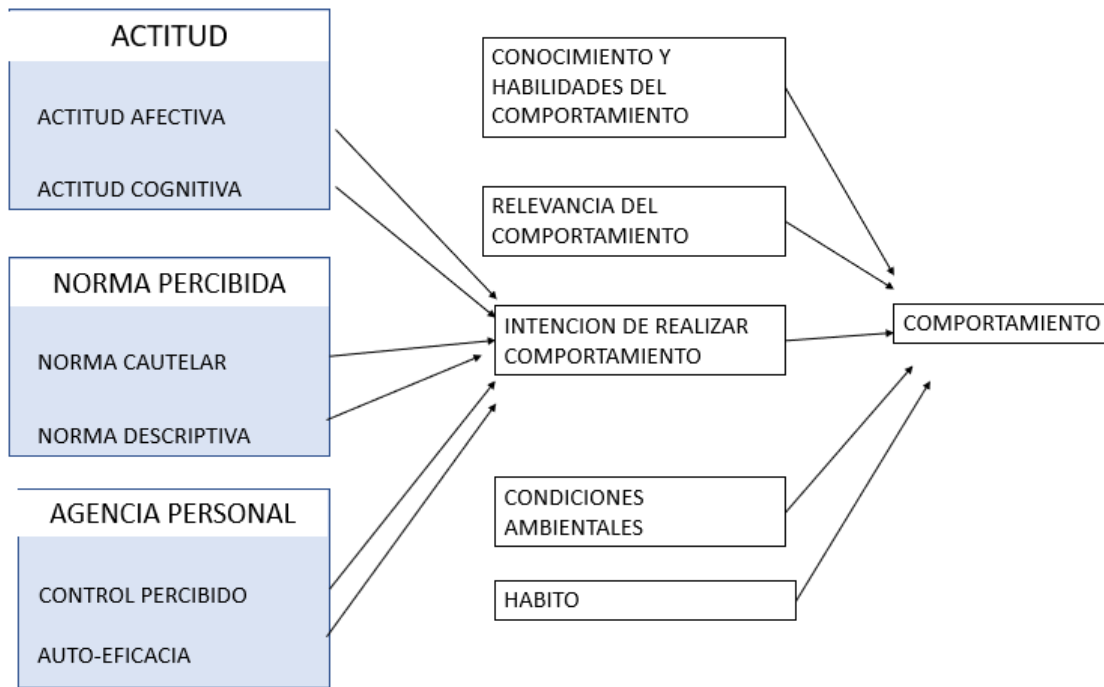 ACTITUD
ACTITUD AFECTIVA
ACTITUD COGNITIVA
NORMA PERCIBIDA
NORMA CAUTELAR
NORMA DESCRIPTIVA
AGENCIA PERSONAL
CONTROL PERCIBIDO
AUTO-EFICACIA
CONOCIMIENTO Y
HABILIDADES DEL
COMPORTAMIENTO
RELEVANCIA DEL
COMPORTAMIENTO
INTENCION DE REALIZAR
COMPORTAMIENTO
CONDICIONES
AMBIENTALES
HABITO
COMPORTAMIENTO